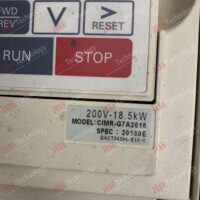 FWD
REV
V
>
RESET
RUN
STOP
200V-18.5kW
MODEL: CIMR-G7A2018
SPEC : 20180E